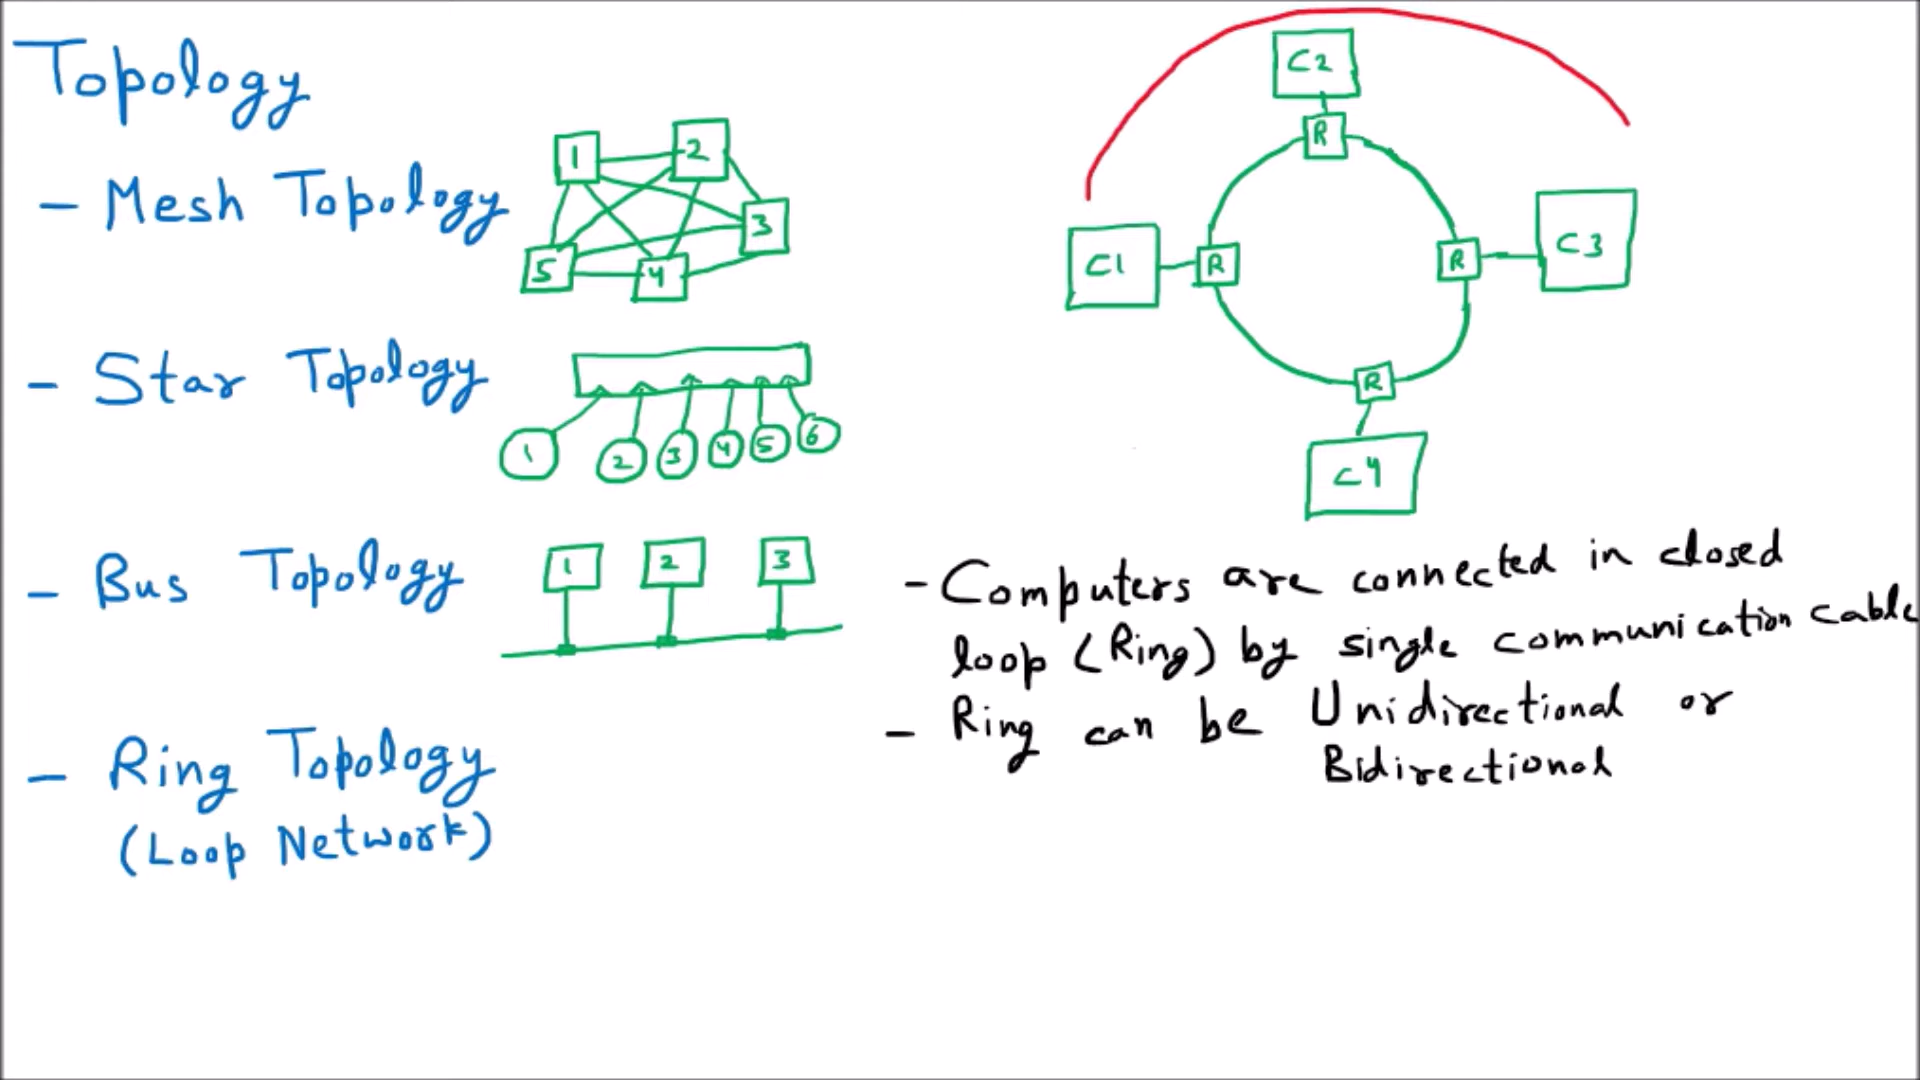 Topology
- Mesh Topology
1 2
3
5 4
- Star Topology
1 2 3 4 5 6
- Bus Topology
1 2 3
- Ring Topology
(Loop Network)
C2
R
C1 R R C3
R
C4
- Computers are connected in closed
loop (Ring) by single communication cable
- Ring can be Unidirectional or
Bidirectional